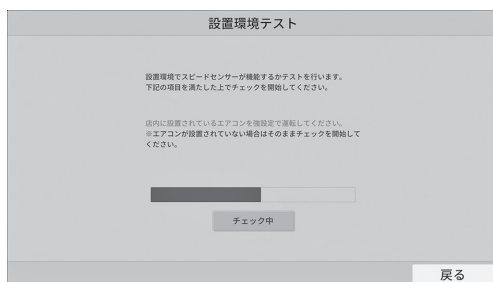 設置環境テスト
設置環境でスピードセンサーが機能するかテストを行います。
下記の項目を満たした上でチェックを開始してください。
店内に設置されているエアコンを強設定で運転してください。
※エアコンが設置されていない場合はそのままチェックを開始して
ください。
チェック中
戻る